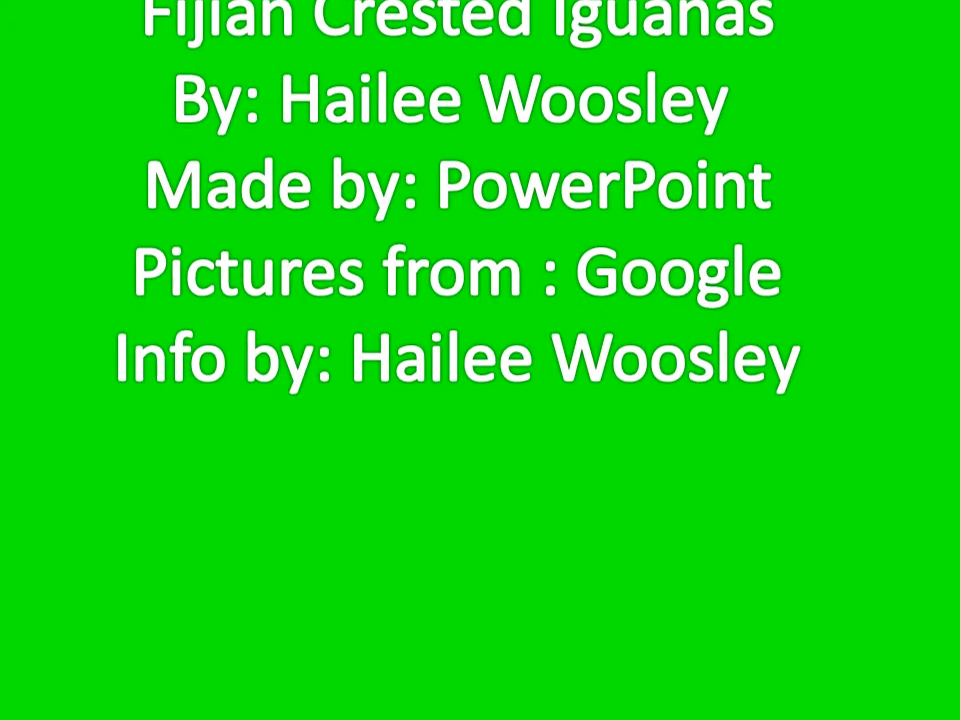 Fijian Crested Iguanas
By: Hailee Woosley
Made by: PowerPoint
Pictures from : Google
Info by: Hailee Woosley